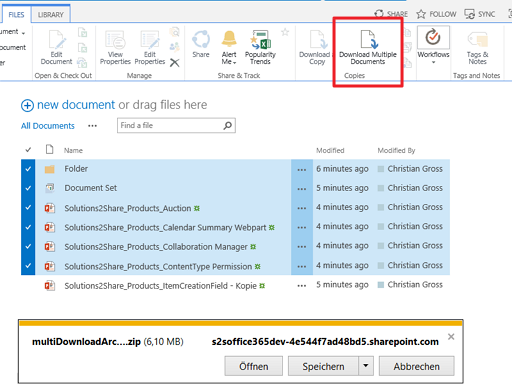 FILES LIBRARY SHARE FOLLOW SYNC
ocument
ocument
er
Edit Document
View Properties
Edit Properties
Share
Alert Me
Popularity Trends
Download a Copy
Download Multiple Documents
Workflows
Tags & Notes
Open & Check Out Manage Share & Track Copies Tags and Notes
new document or drag files here
All Documents ••• Find a file
Name Modified Modified By
Folder ••• 6 minutes ago Christian Gross
Document Set ••• 5 minutes ago Christian Gross
Solutions2Share_Products_Auction ••• 4 minutes ago Christian Gross
Solutions2Share_Products_Calendar Summary Webpart ••• 4 minutes ago Christian Gross
Solutions2Share_Products_Collaboration Manager ••• 4 minutes ago Christian Gross
Solutions2Share_Products_ContentType Permission ••• 4 minutes ago Christian Gross
Solutions2Share_Products_ItemCreationField - Kopie ••• 5 minutes ago Christian Gross
multiDownloadArc....zip (6,10 MB) s2soffice365dev-4e544f7ad48bd5.sharepoint.com
Öffnen Speichern Abbrechen